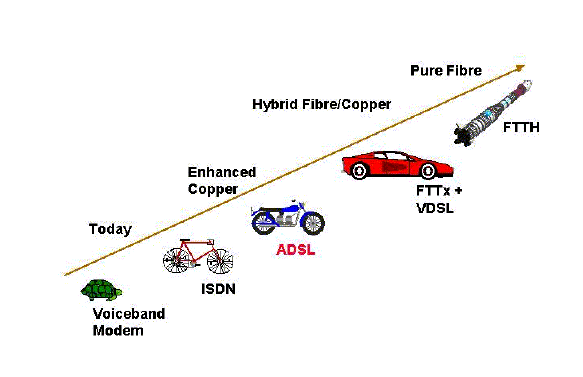 Pure Fibre
Hybrid Fibre/Copper
FTTH
Enhanced
Copper
FTTx +
VDSL
Today
ADSL
ISDN
Voiceband
Modem